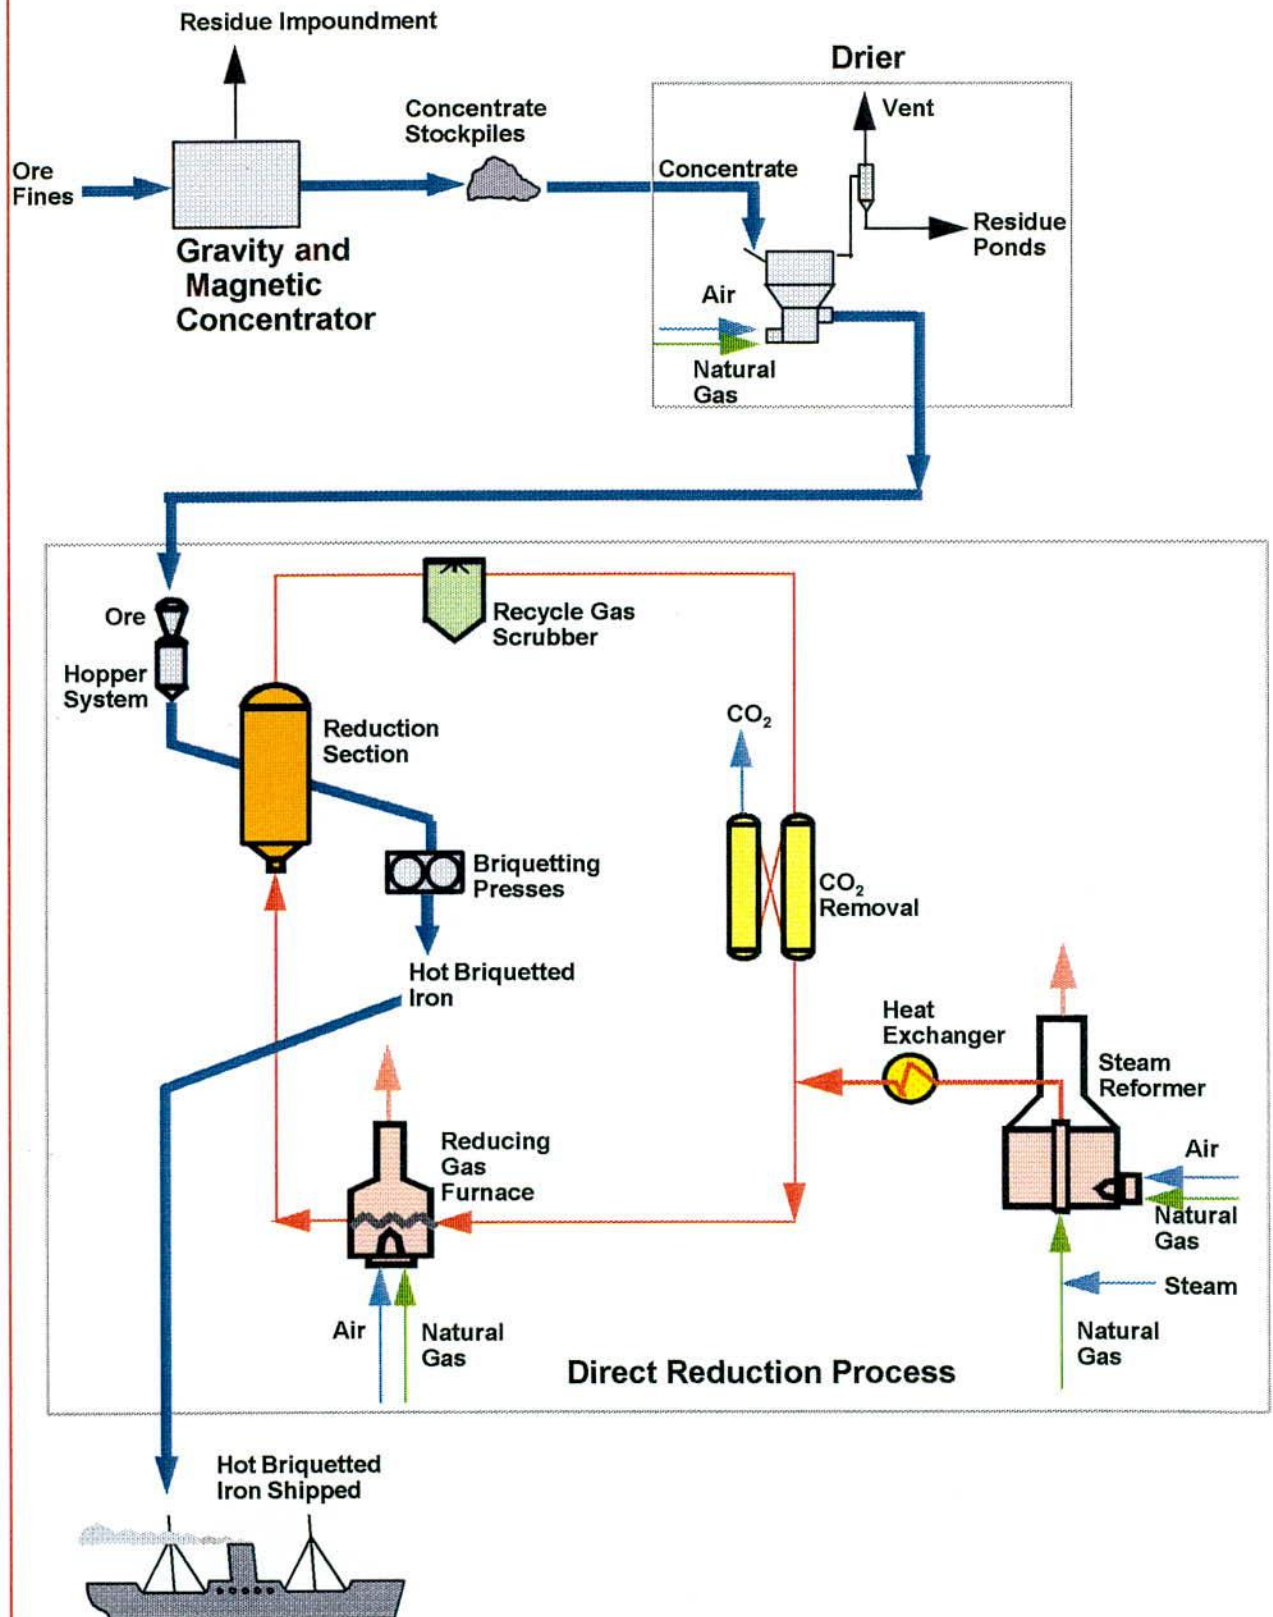 Residue Impoundment
Drier
Concentrate
Stockpiles
Vent
Ore
Fines
Concentrate
Residue
Ponds
Gravity and
Magnetic
Concentrator
Air
Natural
Gas
Ore
Hopper
System
Recycle Gas
Scrubber
Reduction
Section
CO₂
Briquetting
Presses
CO₂
Removal
Hot Briquetted
Iron
Heat
Exchanger
Steam
Reformer
Reducing
Gas
Furnace
Air
Natural
Gas
Steam
Air
Natural
Gas
Natural
Gas
Direct Reduction Process
Hot Briquetted
Iron Shipped